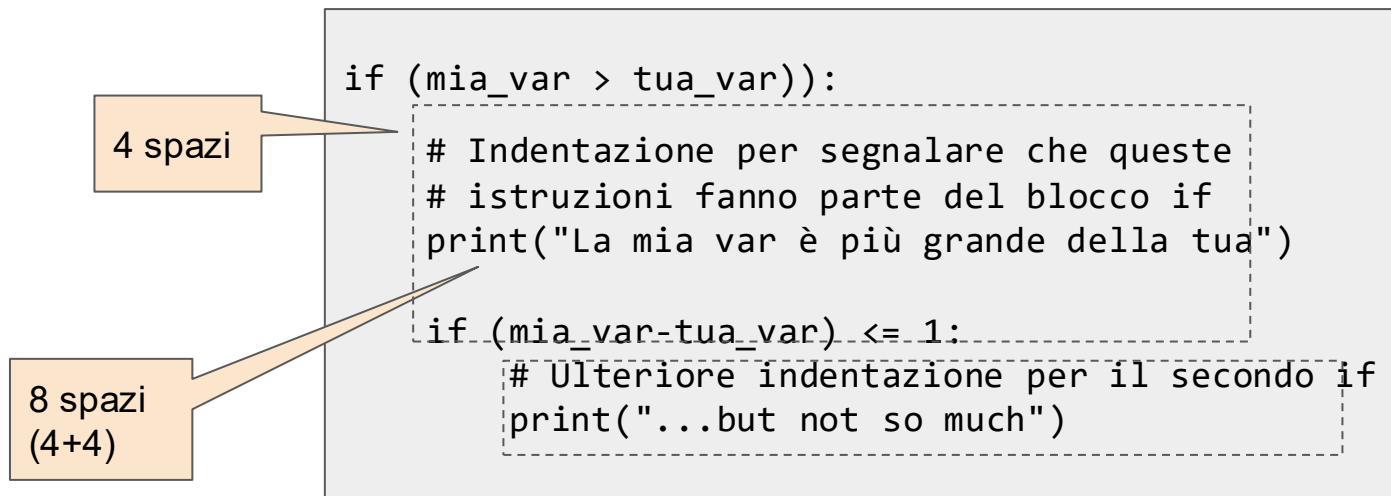 if (mia_var > tua_var)):
4 spazi
# Indentazione per segnalare che queste
# istruzioni fanno parte del blocco if
print("La mia var è più grande della tua")
if (mia_var-tua_var) <= 1:
8 spazi
(4+4)
# Ulteriore indentazione per il secondo if
print("...but not so much")